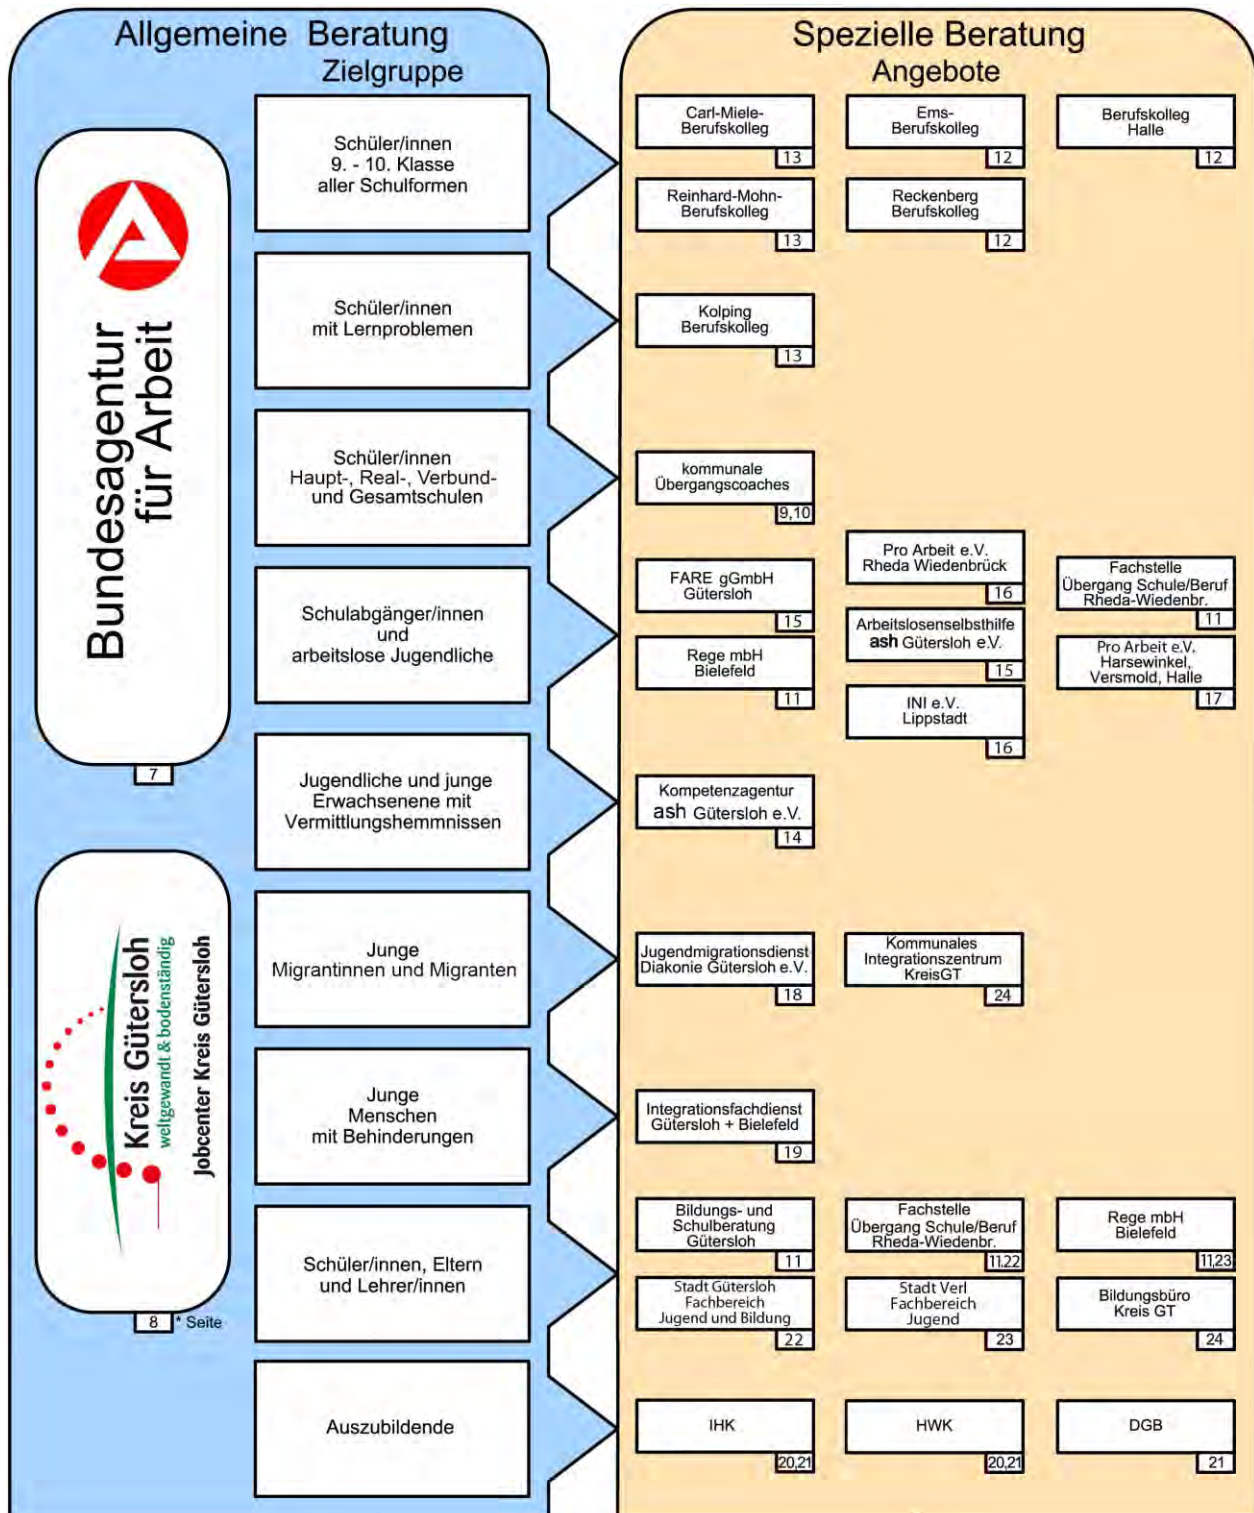 Allgemeine Beratung
Zielgruppe
Spezielle Beratung
Angebote
Bundesagentur
für Arbeit
7
Kreis Gütersloh
weltgewandt & bodenständig
Jobcenter Kreis Gütersloh
8
* Seite
Schüler/innen
9. - 10. Klasse
aller Schulformen
Carl-Miele-
Berufskolleg
13
Ems-
Berufskolleg
12
Berufskolleg
Halle
12
Reinhard-Mohn-
Berufskolleg
13
Reckenberg
Berufskolleg
12
Schüler/innen
mit Lernproblemen
Kolping
Berufskolleg
13
Schüler/innen
Haupt-, Real-, Verbund-
und Gesamtschulen
kommunale
Übergangscoaches
9,10
Schulabgänger/innen
und
arbeitslose Jugendliche
FARE gGmbH
Gütersloh
15
Pro Arbeit e.V.
Rheda Wiedenbrück
16
Fachstelle
Übergang Schule/Beruf
Rheda-Wiedenbr.
11
Rege mbH
Bielefeld
11
Arbeitslosenselbsthilfe
ash Gütersloh e.V.
15
Pro Arbeit e.V.
Harsewinkel,
Versmold, Halle
17
INI e.V.
Lippstadt
16
Jugendliche und junge
Erwachsenene mit
Vermittlungshemmnissen
Kompetenzagentur
ash Gütersloh e.V.
14
Junge
Migrantinnen und Migranten
Jugendmigrationsdienst
Diakonie Gütersloh e.V.
18
Kommunales
Integrationszentrum
KreisGT
24
Junge
Menschen
mit Behinderungen
Integrationsfachdienst
Gütersloh + Bielefeld
19
Schüler/innen, Eltern
und Lehrer/innen
Bildungs- und
Schulberatung
Gütersloh
11
Fachstelle
Übergang Schule/Beruf
Rheda-Wiedenbr.
11,22
Rege mbH
Bielefeld
11,23
Stadt Gütersloh
Fachbereich
Jugend und Bildung
22
Stadt Verl
Fachbereich
Jugend
23
Bildungsbüro
Kreis GT
24
Auszubildende
IHK
20,21
HWK
20,21
DGB
21